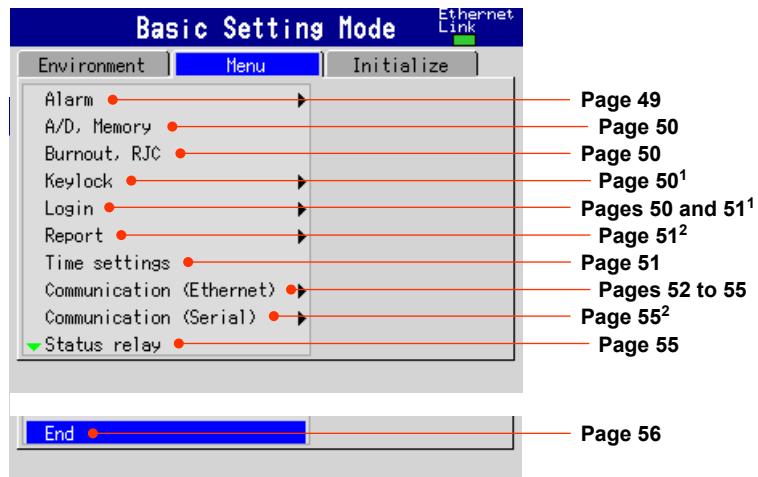 Basic Setting Mode
Ethernet
Link
Environment Menu Initialize
Alarm Page 49
A/D, Memory Page 50
Burnout, RJC Page 50
Keylock Page 50¹
Login Pages 50 and 51¹
Report Page 51²
Time settings Page 51
Communication (Ethernet) Pages 52 to 55
Communication (Serial) Page 55²
Status relay Page 55
End Page 56